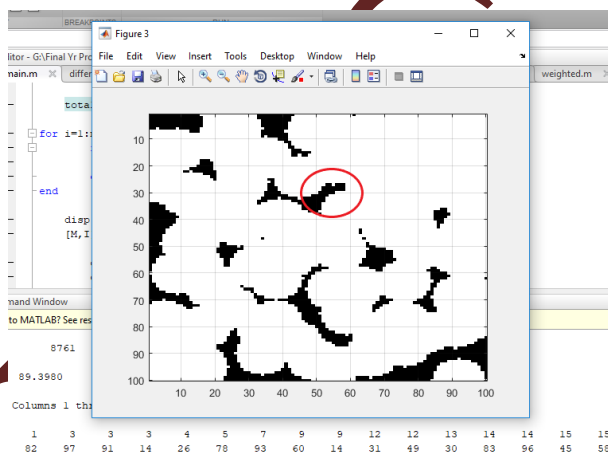 BREAKPOINTS RUN
Figure 3
File Edit View Insert Tools Desktop Window Help
itor - G:\Final Yr Pro
main.m differ
weighted.m
tota
for i=1:
end
disp
[M,I
10
20
30
40
50
60
70
80
90
100
10 20 30 40 50 60 70 80 90 100
mand Window
to MATLAB? See res
8761
89.3980
Columns 1 thr
1 3 3 3 4 5 7 9 9 12 12 13 14 14 15 15
82 97 91 14 26 78 93 60 14 31 49 30 83 96 45 58